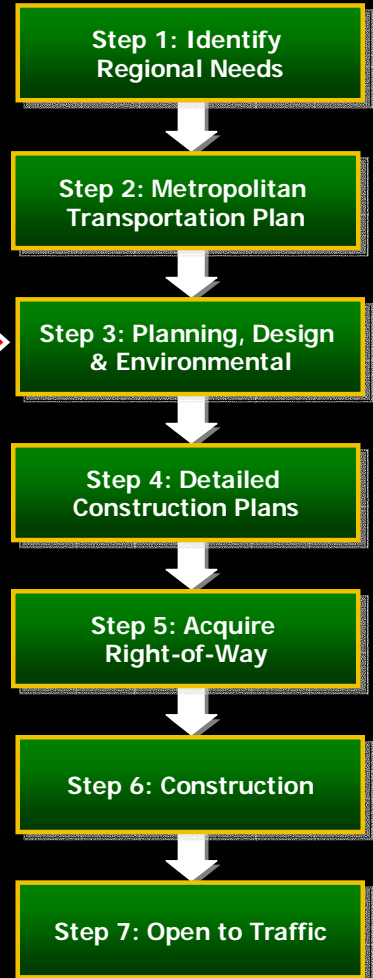 Step 1: Identify
Regional Needs
Step 2: Metropolitan
Transportation Plan
Step 3: Planning, Design
& Environmental
Step 4: Detailed
Construction Plans
Step 5: Acquire
Right-of-Way
Step 6: Construction
Step 7: Open to Traffic